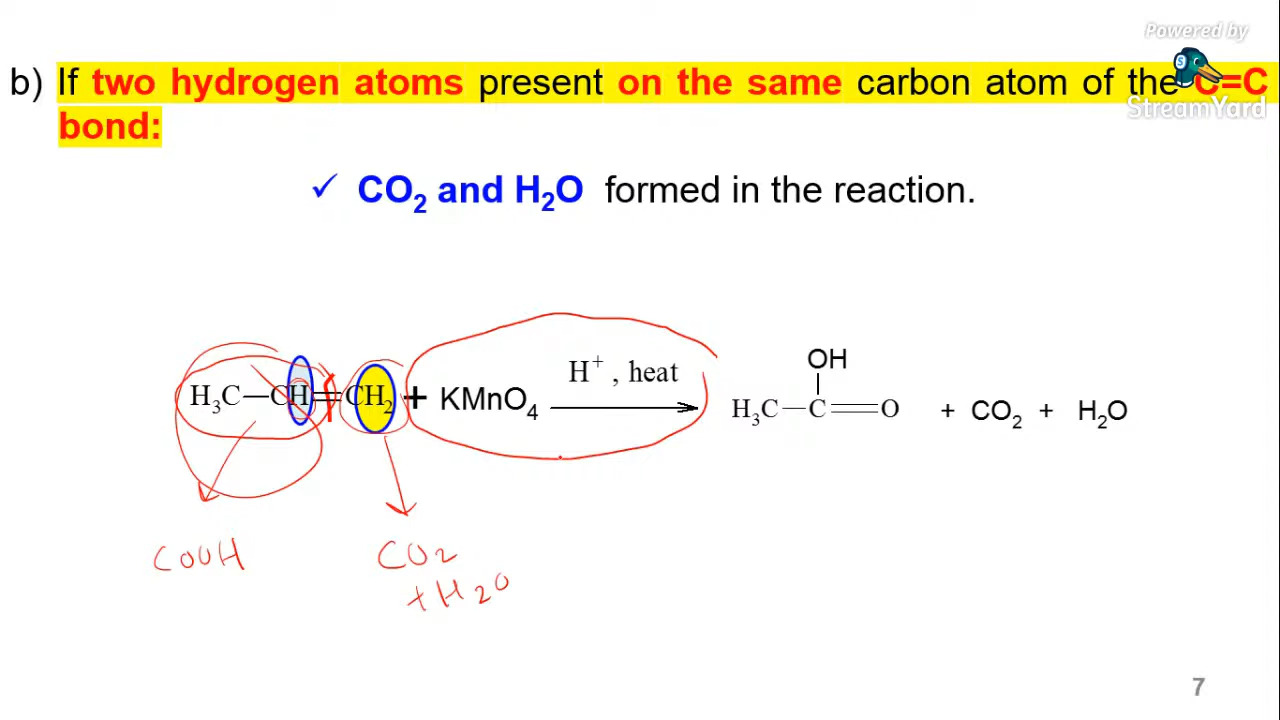 Powered by
StreamYard
b) If two hydrogen atoms present on the same carbon atom of the C=C
bond:
✓ CO₂ and H₂O formed in the reaction.
H₃C—CH=CH₂ + KMnO₄ H⁺, heat → H₃C—C=O + CO₂ + H₂O
OH
COOH CO₂
+ H₂O
7